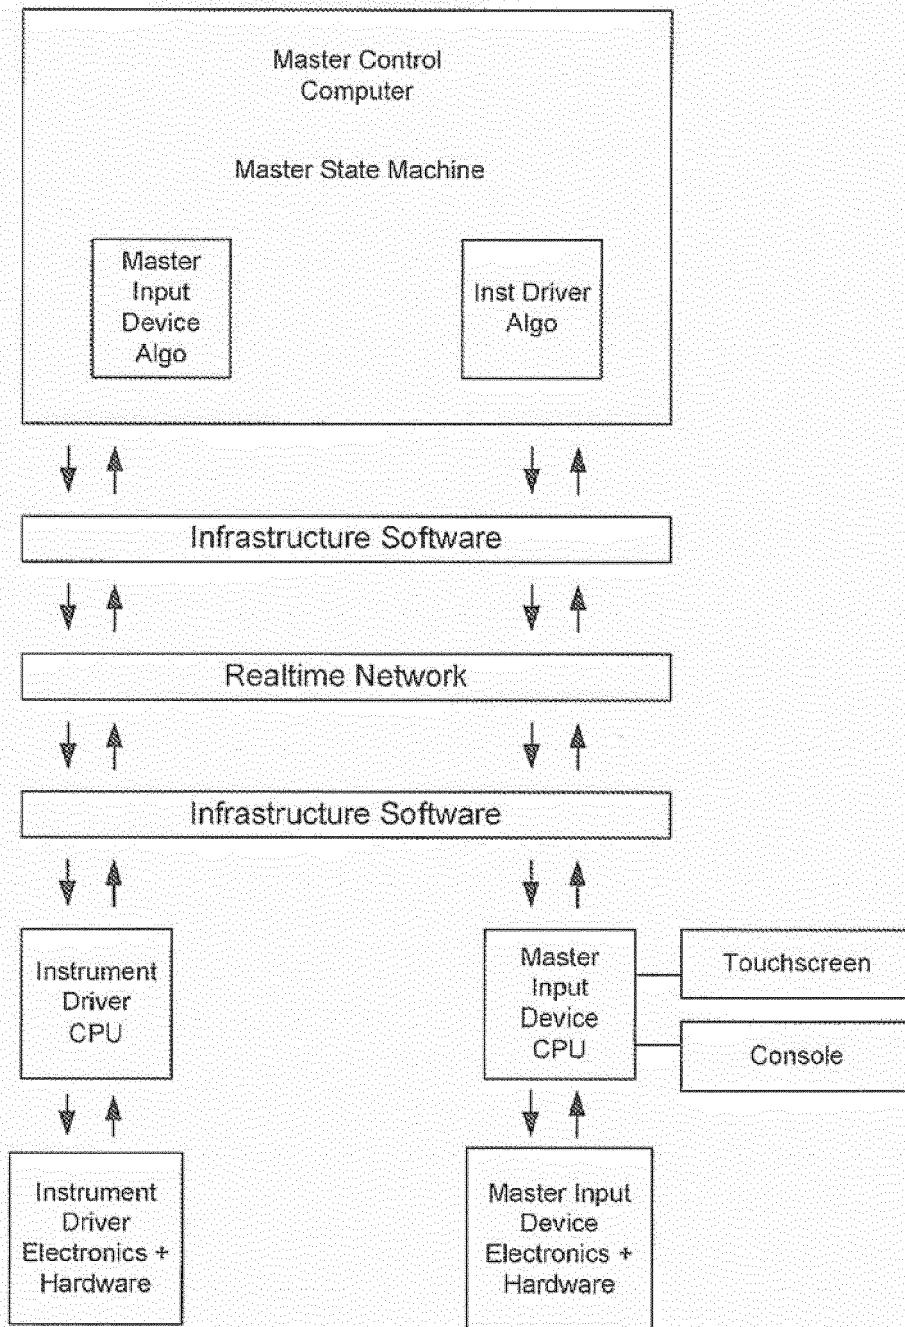 Master Control
Computer
Master State Machine
Master
Input
Device
Algo
Inst Driver
Algo
Infrastructure Software
Realtime Network
Infrastructure Software
Instrument
Driver
CPU
Master
Input
Device
CPU
Touchscreen
Console
Instrument
Driver
Electronics +
Hardware
Master Input
Device
Electronics +
Hardware